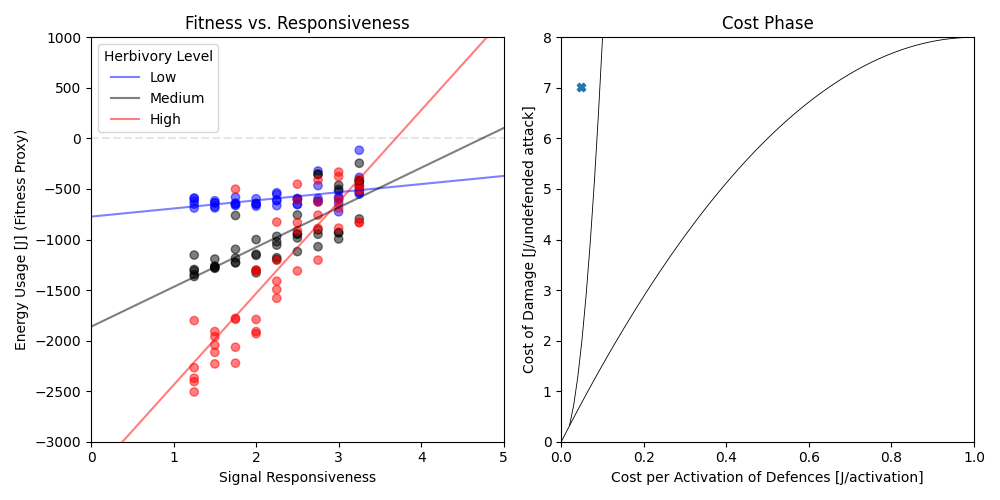 Fitness vs. Responsiveness
Energy Usage [J] (Fitness Proxy)
1000
500
0
−500
−1000
−1500
−2000
−2500
−3000
Herbivory Level
Low
Medium
High
0 1 2 3 4 5
Signal Responsiveness
Cost Phase
Cost of Damage [J/undefended attack]
8
7
6
5
4
3
2
1
0
0.0 0.2 0.4 0.6 0.8 1.0
Cost per Activation of Defences [J/activation]